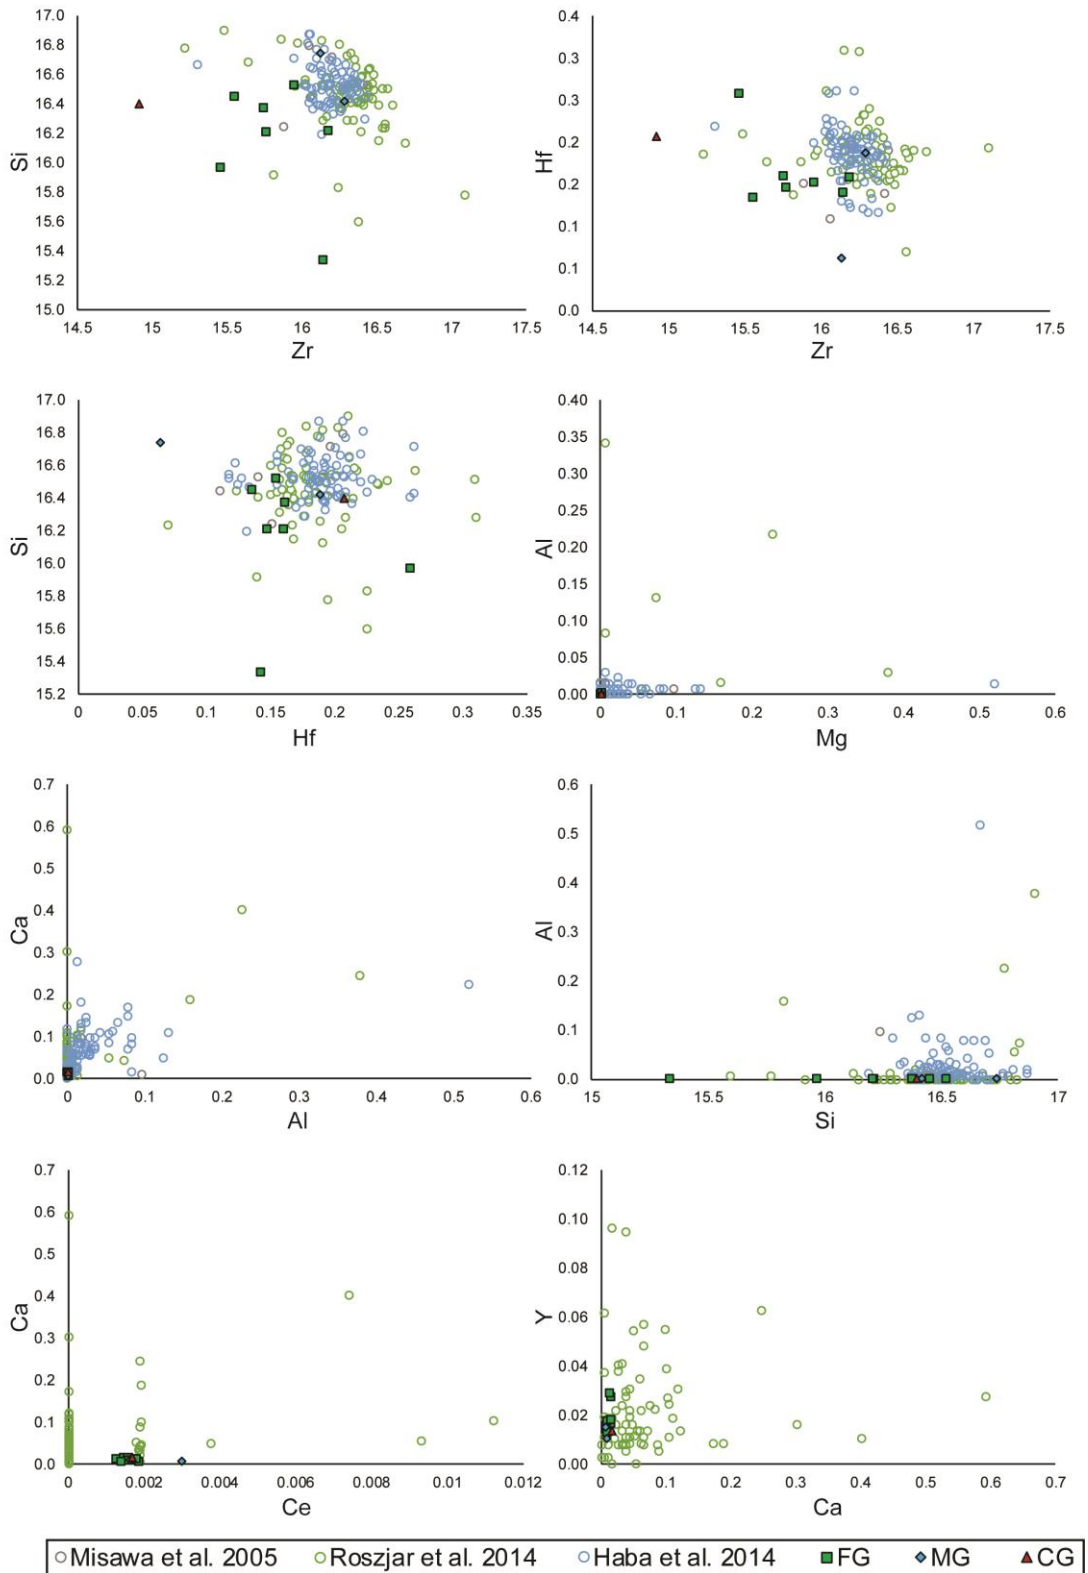 17.0
16.8
16.6
16.4
16.2
16.0
15.8
15.6
15.4
15.2
15.0
Si
14.5 15 15.5 16 16.5 17 17.5
Zr
0.4
0.3
0.3
0.2
0.2
0.1
0.1
0.0
Hf
14.5 15 15.5 16 16.5 17 17.5
Zr
17.0
16.8
16.6
16.4
16.2
16.0
15.8
15.6
15.4
15.2
Si
0 0.05 0.1 0.15 0.2 0.25 0.3 0.35
Hf
0.40
0.35
0.30
0.25
0.20
0.15
0.10
0.05
0.00
Al
0 0.1 0.2 0.3 0.4 0.5 0.6
Mg
0.7
0.6
0.5
0.4
0.3
0.2
0.1
0.0
Ca
0 0.1 0.2 0.3 0.4 0.5 0.6
Al
0.6
0.5
0.4
0.3
0.2
0.1
0.0
Al
15 15.5 16 16.5 17
Si
0.7
0.6
0.5
0.4
0.3
0.2
0.1
0.0
Ca
0 0.002 0.004 0.006 0.008 0.01 0.012
Ce
0.12
0.10
0.08
0.06
0.04
0.02
0.00
Y
0 0.1 0.2 0.3 0.4 0.5 0.6 0.7
Ca
Misawa et al. 2005 Roszjar et al. 2014 Haba et al. 2014 FG MG CG